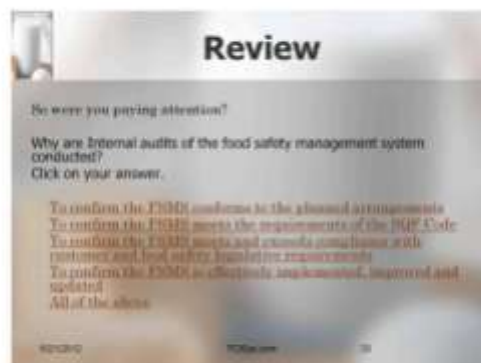 Review
So were you paying attention?
Why are Internal audits of the food safety management system
conducted?
Click on your answer.
To confirm the FSMS conforms to the planned arrangements
To confirm the FSMS meets the requirements of the SQF Code
To confirm the FSMS meets and exceeds compliance with
customer and food safety legislative requirements
To confirm the FSMS is effectively implemented, improved and
updated
All of the above